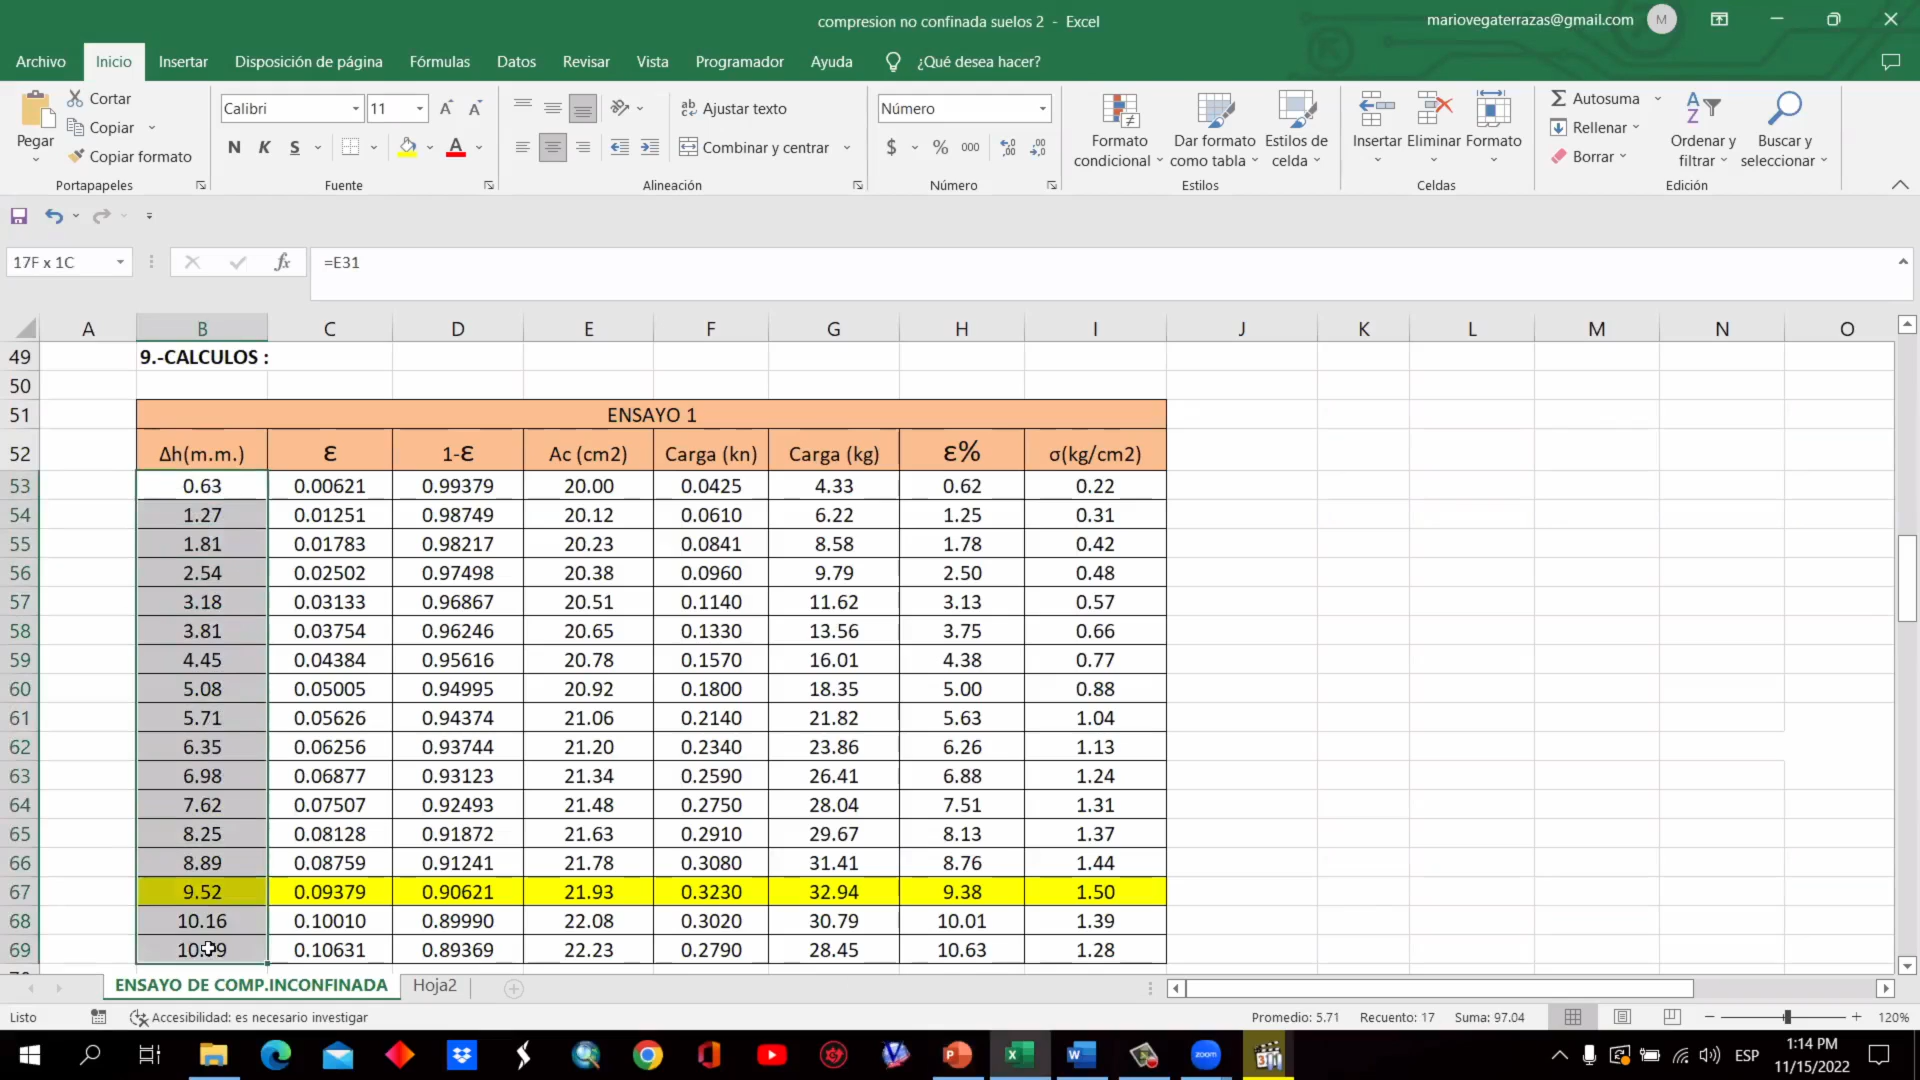 compresion no confinada suelos 2 - Excel
mariovegaterrazas@gmail.com
M
Archivo Inicio Insertar Disposición de página Fórmulas Datos Revisar Vista Programador Ayuda ¿Qué desea hacer?
Pegar
Cortar
Copiar
Copiar formato
Portapapeles
Calibri 11
N K S
Fuente
Ajustar texto
Combinar y centrar
Alineación
Número
$ % 000
Número
Formato condicional
Dar formato como tabla
Estilos de celda
Estilos
Insertar Eliminar Formato
Celdas
Autosuma
Rellenar
Borrar
Ordenar y filtrar
Buscar y seleccionar
Edición
17F x 1C fx =E31
A B C D E F G H I J K L M N O
49 9.-CALCULOS :
50
51 ENSAYO 1
52 Δh(m.m.) ε 1-ε Ac (cm2) Carga (kn) Carga (kg) ε% σ(kg/cm2)
53 0.63 0.00621 0.99379 20.00 0.0425 4.33 0.62 0.22
54 1.27 0.01251 0.98749 20.12 0.0610 6.22 1.25 0.31
55 1.81 0.01783 0.98217 20.23 0.0841 8.58 1.78 0.42
56 2.54 0.02502 0.97498 20.38 0.0960 9.79 2.50 0.48
57 3.18 0.03133 0.96867 20.51 0.1140 11.62 3.13 0.57
58 3.81 0.03754 0.96246 20.65 0.1330 13.56 3.75 0.66
59 4.45 0.04384 0.95616 20.78 0.1570 16.01 4.38 0.77
60 5.08 0.05005 0.94995 20.92 0.1800 18.35 5.00 0.88
61 5.71 0.05626 0.94374 21.06 0.2140 21.82 5.63 1.04
62 6.35 0.06256 0.93744 21.20 0.2340 23.86 6.26 1.13
63 6.98 0.06877 0.93123 21.34 0.2590 26.41 6.88 1.24
64 7.62 0.07507 0.92493 21.48 0.2750 28.04 7.51 1.31
65 8.25 0.08128 0.91872 21.63 0.2910 29.67 8.13 1.37
66 8.89 0.08759 0.91241 21.78 0.3080 31.41 8.76 1.44
67 9.52 0.09379 0.90621 21.93 0.3230 32.94 9.38 1.50
68 10.16 0.10010 0.89990 22.08 0.3020 30.79 10.01 1.39
69 0.10631 0.89369 22.23 0.2790 28.45 10.63 1.28
ENSAYO DE COMP.INCONFINADA Hoja2
Listo Accesibilidad: es necesario investigar Promedio: 5.71 Recuento: 17 Suma: 97.04 120%
zoom
ESP
1:14 PM
11/15/2022